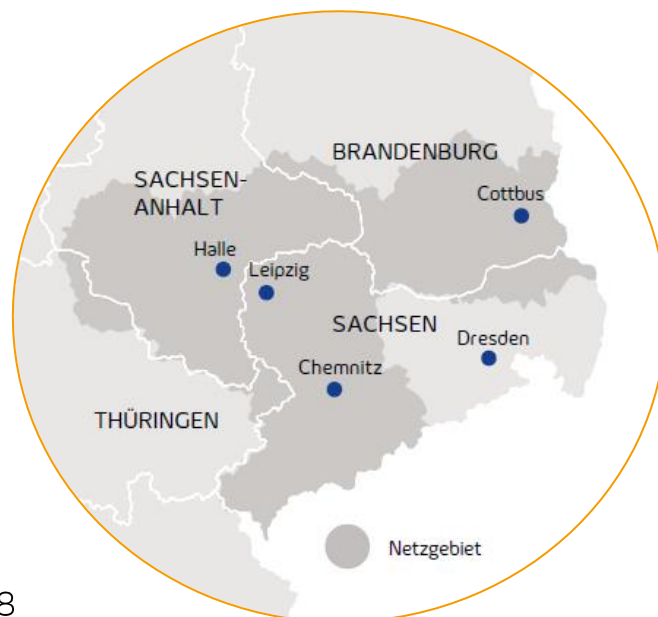 BRANDENBURG
SACHSEN-
ANHALT
Cottbus
Halle
Leipzig
SACHSEN
Dresden
Chemnitz
THÜRINGEN
Netzgebiet
8